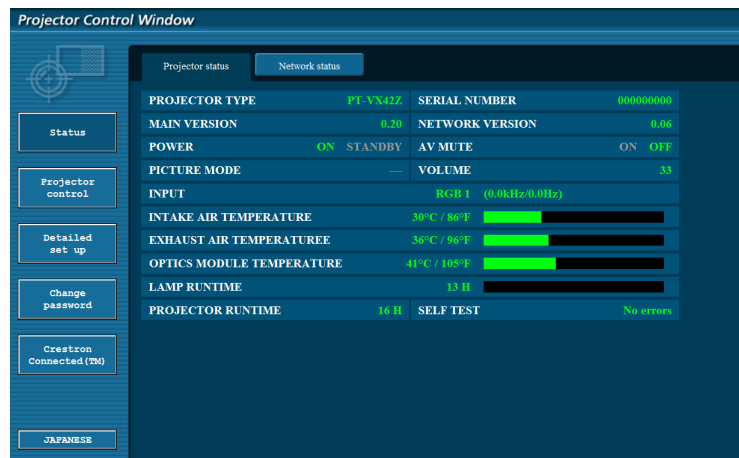 Projector Control Window
Projector status Network status
PROJECTOR TYPE PT-VX42Z SERIAL NUMBER 000000000
MAIN VERSION 0.20 NETWORK VERSION 0.06
POWER ON STANDBY AV MUTE ON OFF
PICTURE MODE --- VOLUME 33
INPUT RGB 1 (0.0kHz/0.0Hz)
INTAKE AIR TEMPERATURE 30°C / 86°F
EXHAUST AIR TEMPERATUREE 36°C / 96°F
OPTICS MODULE TEMPERATURE 41°C / 105°F
LAMP RUNTIME 13 H
PROJECTOR RUNTIME 16 H SELF TEST No errors
Status
Projector
control
Detailed
set up
Change
password
Crestron
Connected(TM)
JAPANESE